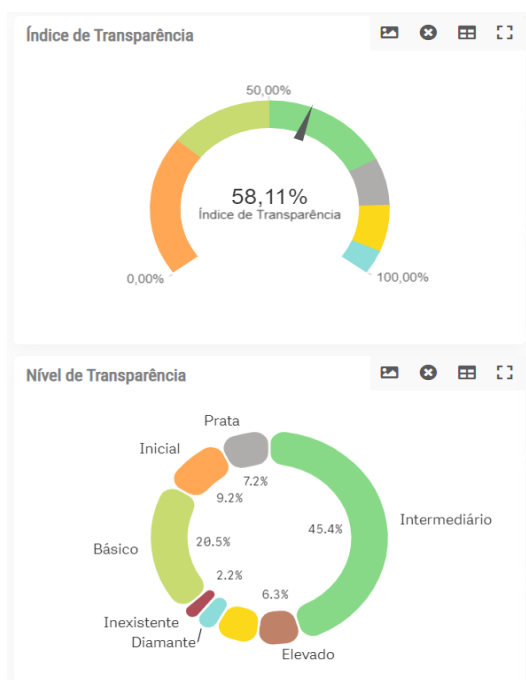 Índice de Transparência
50,00%
58,11%
Índice de Transparência
0,00%
100,00%
Nível de Transparência
Prata
Inicial
7.2%
9.2%
Intermediário
45.4%
Básico
20.5%
2.2%
6.3%
Inexistente
Diamante
Elevado